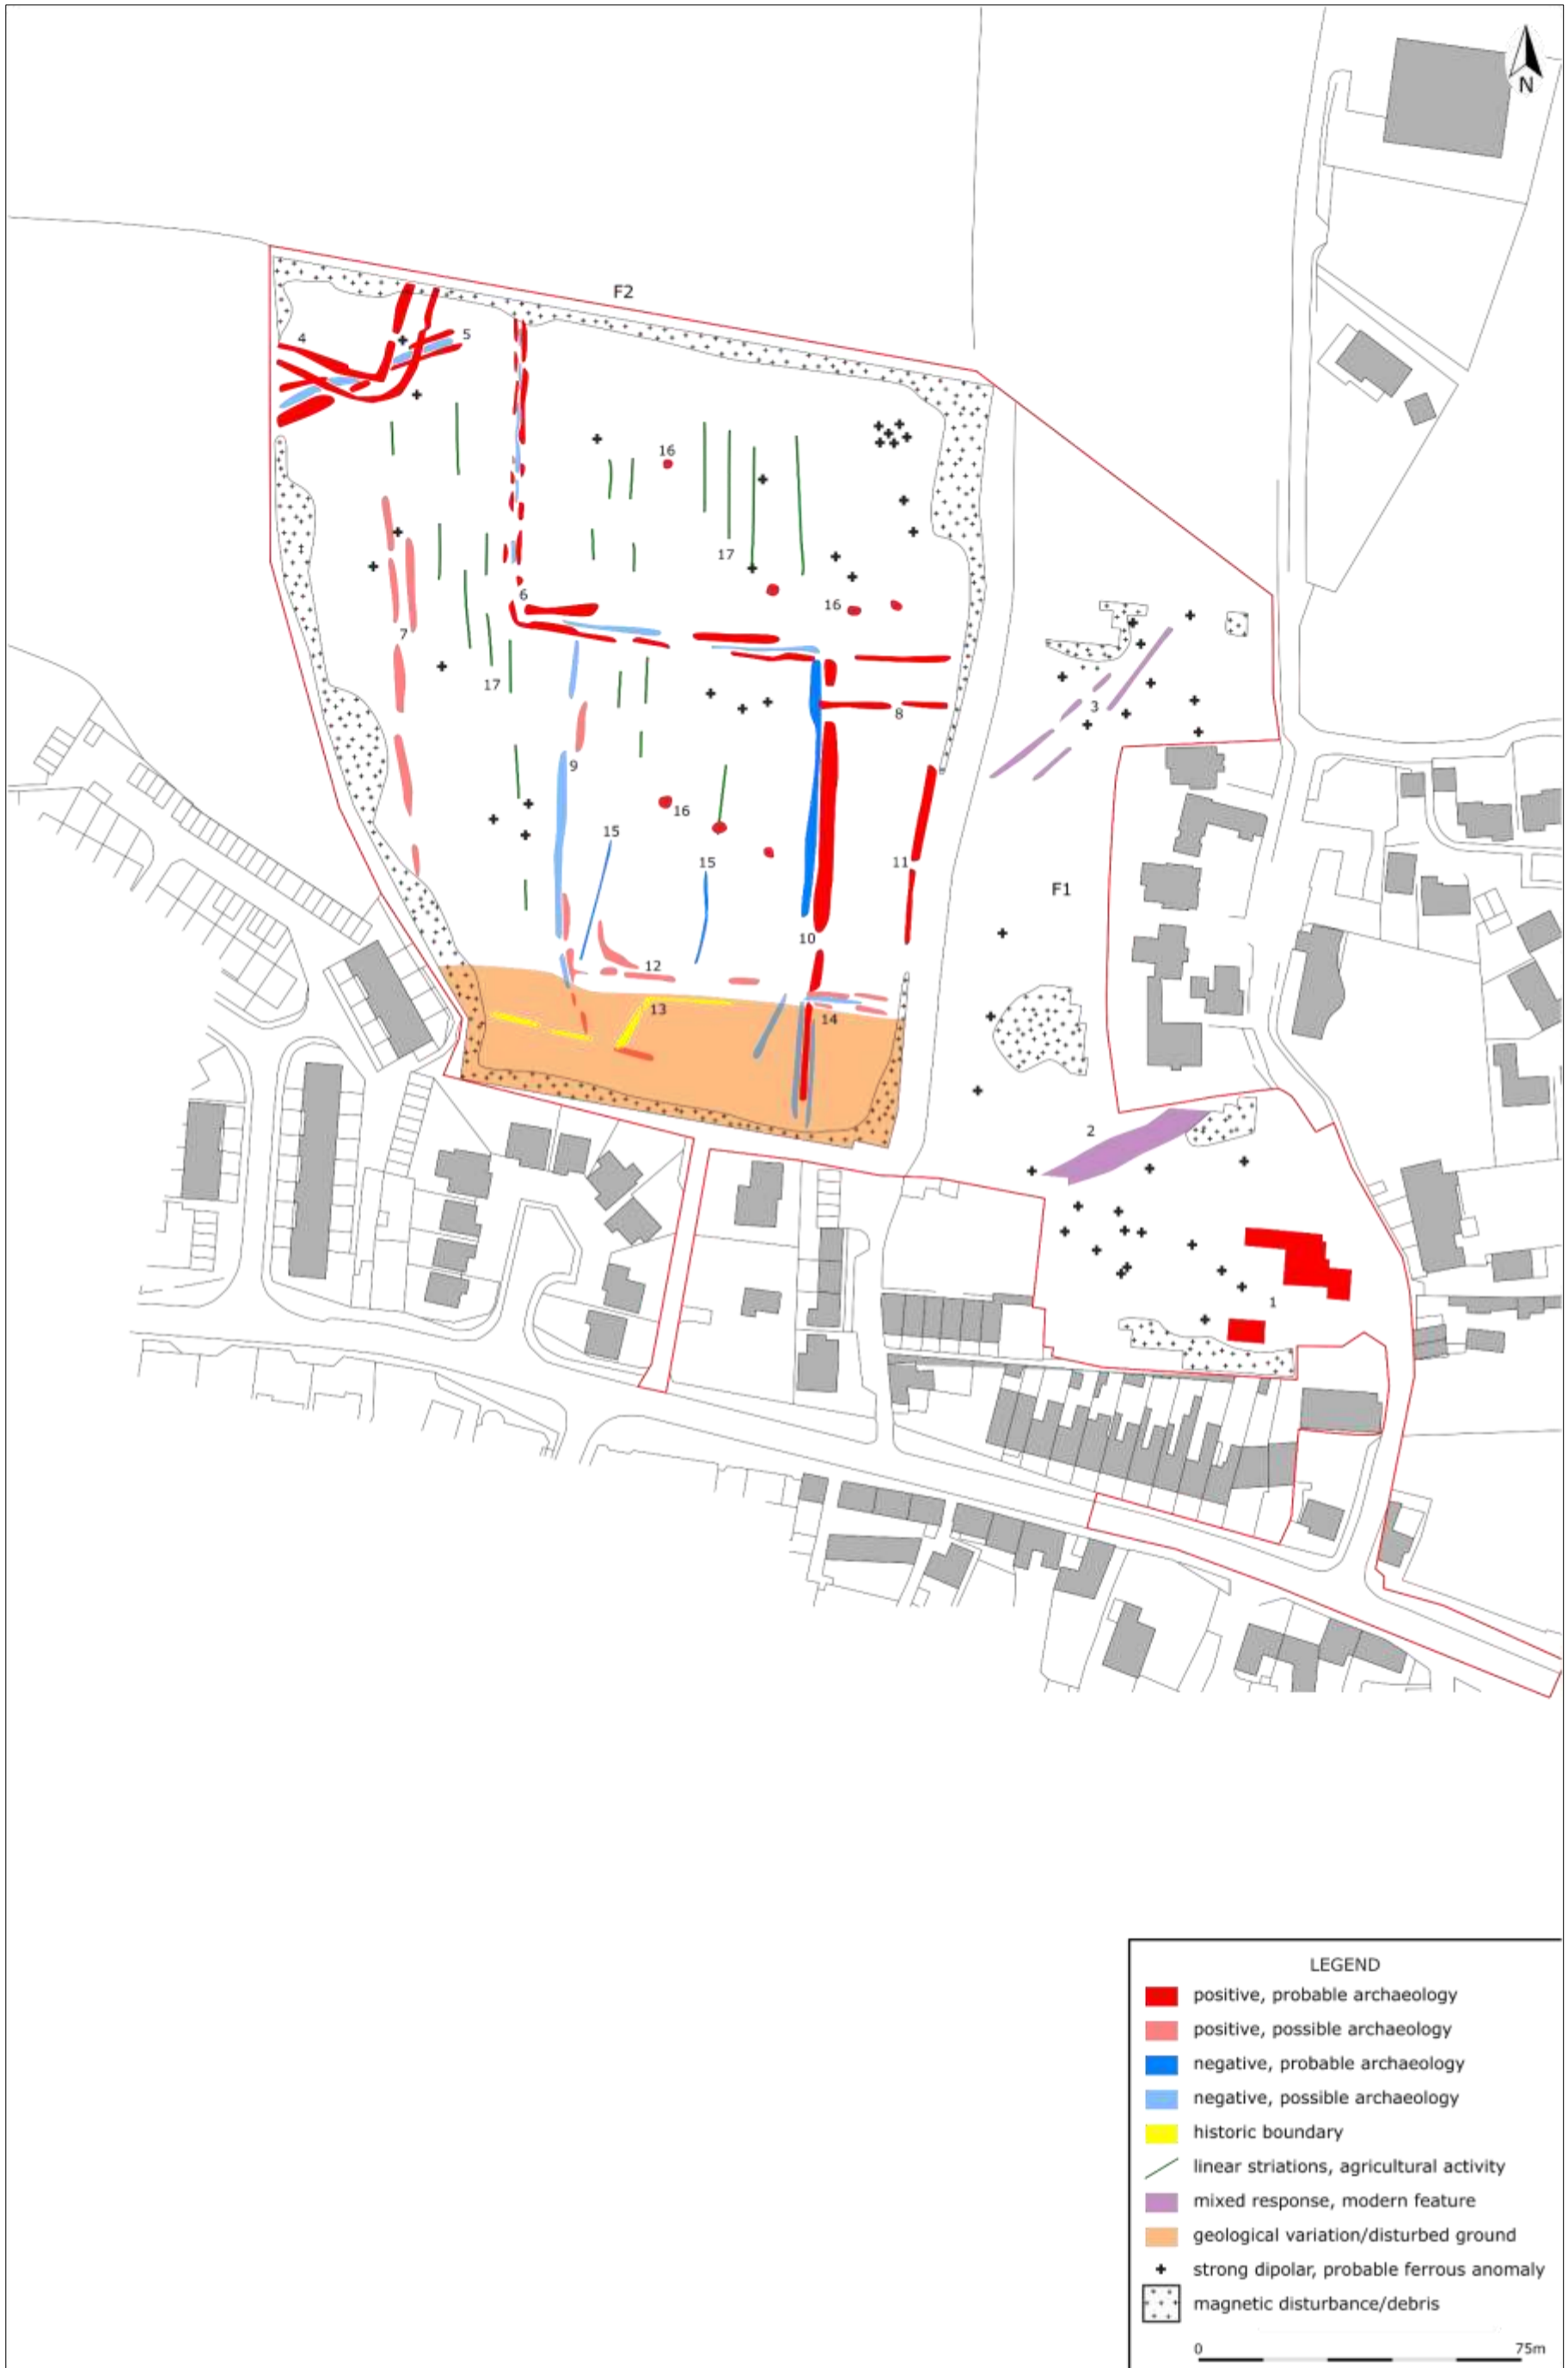 N
F2
4
5
16
17
6
16
7
17
8
3
9
16
15
15
11
F1
10
12
13
14
2
1
LEGEND
positive, probable archaeology
positive, possible archaeology
negative, probable archaeology
negative, possible archaeology
historic boundary
linear striations, agricultural activity
mixed response, modern feature
geological variation/disturbed ground
strong dipolar, probable ferrous anomaly
magnetic disturbance/debris
0 75m